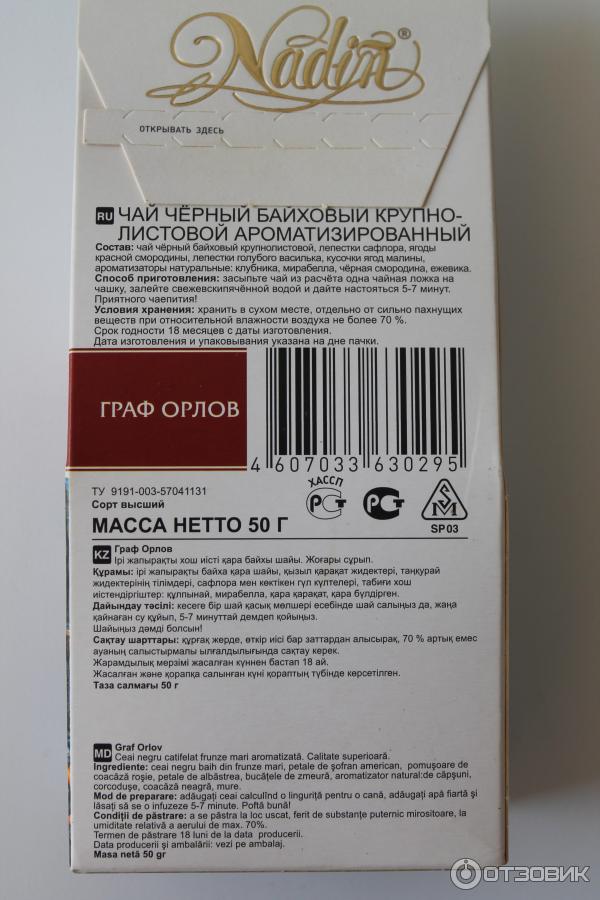 Nadin®
ОТКРЫВАТЬ ЗДЕСЬ
RU ЧАЙ ЧЁРНЫЙ БАЙХОВЫЙ КРУПНО-
ЛИСТОВОЙ АРОМАТИЗИРОВАННЫЙ
Состав: чай чёрный байховый крупнолистовой, лепестки сафлора, ягоды
красной смородины, лепестки голубого василька, кусочки ягод малины,
ароматизаторы натуральные: клубника, мирабелла, чёрная смородина, ежевика.
Способ приготовления: засыпьте чай из расчёта одна чайная ложка на
чашку, залейте свежевскипячённой водой и дайте настояться 5-7 минут.
Приятного чаепития!
Условия хранения: хранить в сухом месте, отдельно от сильно пахнущих
веществ при относительной влажности воздуха не более 70 %.
Срок годности 18 месяцев с даты изготовления.
Дата изготовления и упаковывания указана на дне пачки.
ГРАФ ОРЛОВ
4 607033 630295
ТУ 9191-003-57041131
Сорт высший
МАССА НЕТТО 50 Г
ХАССП
РСТ
РСТ
SP03
KZ Граф Орлов
Ірі жапырақты хош иісті қара байхы шайы. Жоғары сұрып.
Құрамы: ірі жапырақты байхы қара шайы, қызыл қарақат жидектері, таңқурай
жидектерінің тілімдері, сафлора мен көктікен гүл күлтелері, табиғи хош
иістендіргіштер: құлпынай, мирабелла, қара қарақат, қара бүлдірген.
Дайындау тәсілі: кесеге бір шай қасық мөлшері есебінде шай салыңыз да, жаңа
қайнаған су құйып, 5-7 минуттай демдеп қойыңыз.
Шайыңыз дәмді болсын!
Сақтау шарттары: құрғақ жерде, өткір иісі бар заттардан алысырақ, 70 % артық емес
ауаның салыстырмалы ылғалдылығында сақтау керек.
Жарамдылық мерзімі жасалған күннен бастап 18 ай.
Жасалған және қорапқа салынған күні қораптың түбінде көрсетілген.
Таза салмағы 50 г
MD Graf Orlov
Ceai negru catifelat frunze mari aromatizată. Calitate superioară.
Ingrediente: ceai negru baih din frunze mari, petale de şofran american, pomuşoare de
coacăză roşie, petale de albăstrea, bucăţele de zmeură, aromatizator natural:de căpşuni,
corcoduşe, coacăză neagră, mure.
Mod de preparare: adăugaţi ceai calculînd o linguriţă pentru o cană, adăugaţi apă fiartă şi
lăsaţi să se o infuzeze 5-7 minute. Poftă bună!
Condiţii de păstrare: a se păstra la loc uscat, ferit de substanţe puternic mirositoare, la
umiditate relativă a aerului de max. 70%.
Termen de păstrare 18 luni de la data producerii.
Data producerii şi ambalării: vezi pe ambalaj.
Masa netă 50 gr
ОТЗОВИК